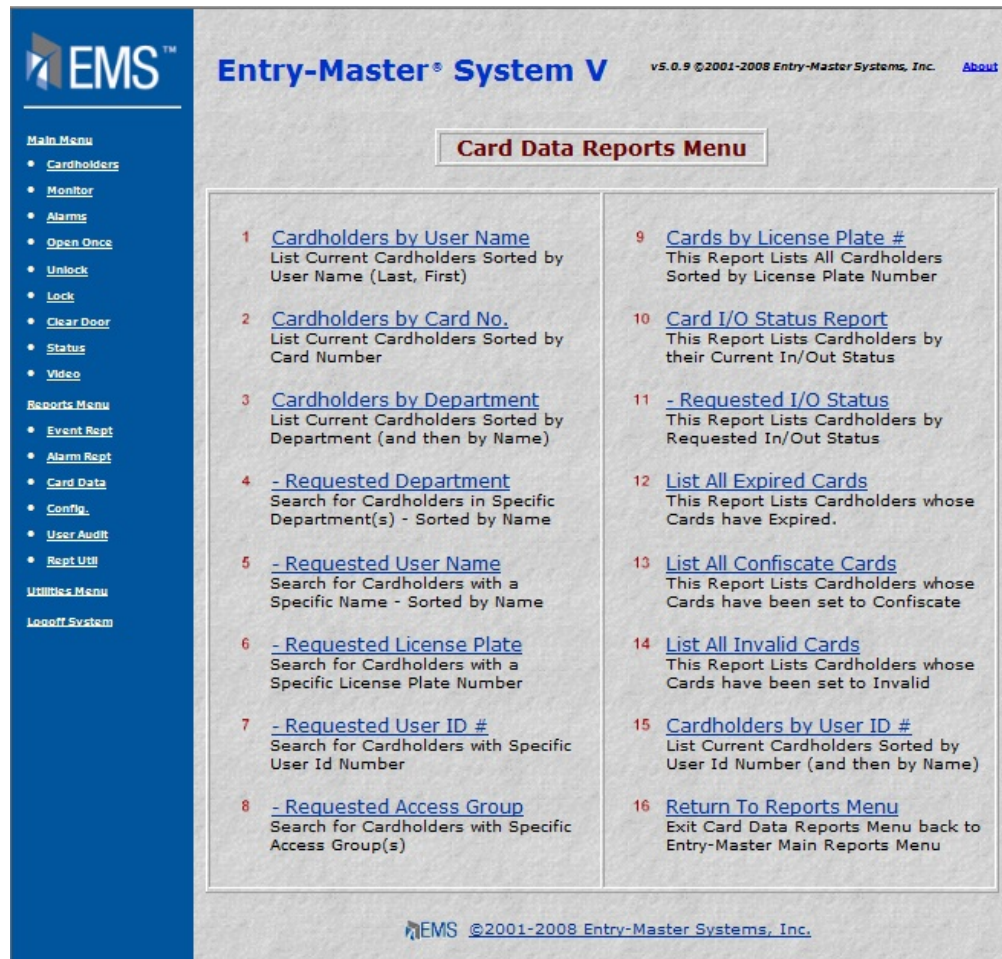 EMS™
Main Menu
Cardholders
Monitor
Alarms
Open Once
Unlock
Lock
Clear Door
Status
Video
Reports Menu
Event Rept
Alarm Rept
Card Data
Config.
User Audit
Rept Util
Utilities Menu
Logoff System
Entry-Master® System V
v5.0.9 ©2001-2008 Entry-Master Systems, Inc.
About
Card Data Reports Menu
1 Cardholders by User Name
List Current Cardholders Sorted by
User Name (Last, First)
2 Cardholders by Card No.
List Current Cardholders Sorted by
Card Number
3 Cardholders by Department
List Current Cardholders Sorted by
Department (and then by Name)
4 - Requested Department
Search for Cardholders in Specific
Department(s) - Sorted by Name
5 - Requested User Name
Search for Cardholders with a
Specific Name - Sorted by Name
6 - Requested License Plate
Search for Cardholders with a
Specific License Plate Number
7 - Requested User ID #
Search for Cardholders with Specific
User Id Number
8 - Requested Access Group
Search for Cardholders with Specific
Access Group(s)
9 Cards by License Plate #
This Report Lists All Cardholders
Sorted by License Plate Number
10 Card I/O Status Report
This Report Lists Cardholders by
their Current In/Out Status
11 - Requested I/O Status
This Report Lists Cardholders by
Requested In/Out Status
12 List All Expired Cards
This Report Lists Cardholders whose
Cards have Expired.
13 List All Confiscate Cards
This Report Lists Cardholders whose
Cards have been set to Confiscate
14 List All Invalid Cards
This Report Lists Cardholders whose
Cards have been set to Invalid
15 Cardholders by User ID #
List Current Cardholders Sorted by
User Id Number (and then by Name)
16 Return To Reports Menu
Exit Card Data Reports Menu back to
Entry-Master Main Reports Menu
EMS ©2001-2008 Entry-Master Systems, Inc.